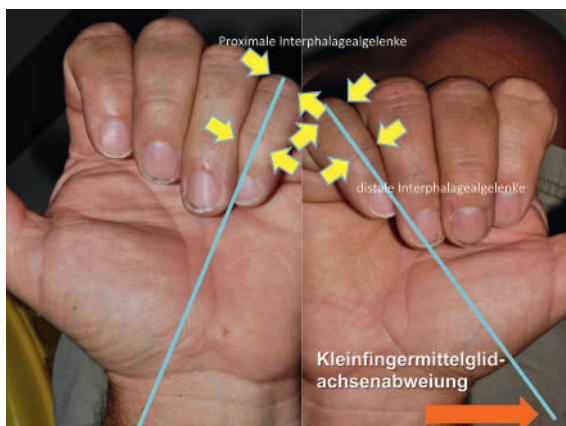 Proximale Interphalagealgelenke
distale Interphalagealgelenke
Kleinfingermittelglid-
achsenabweiung